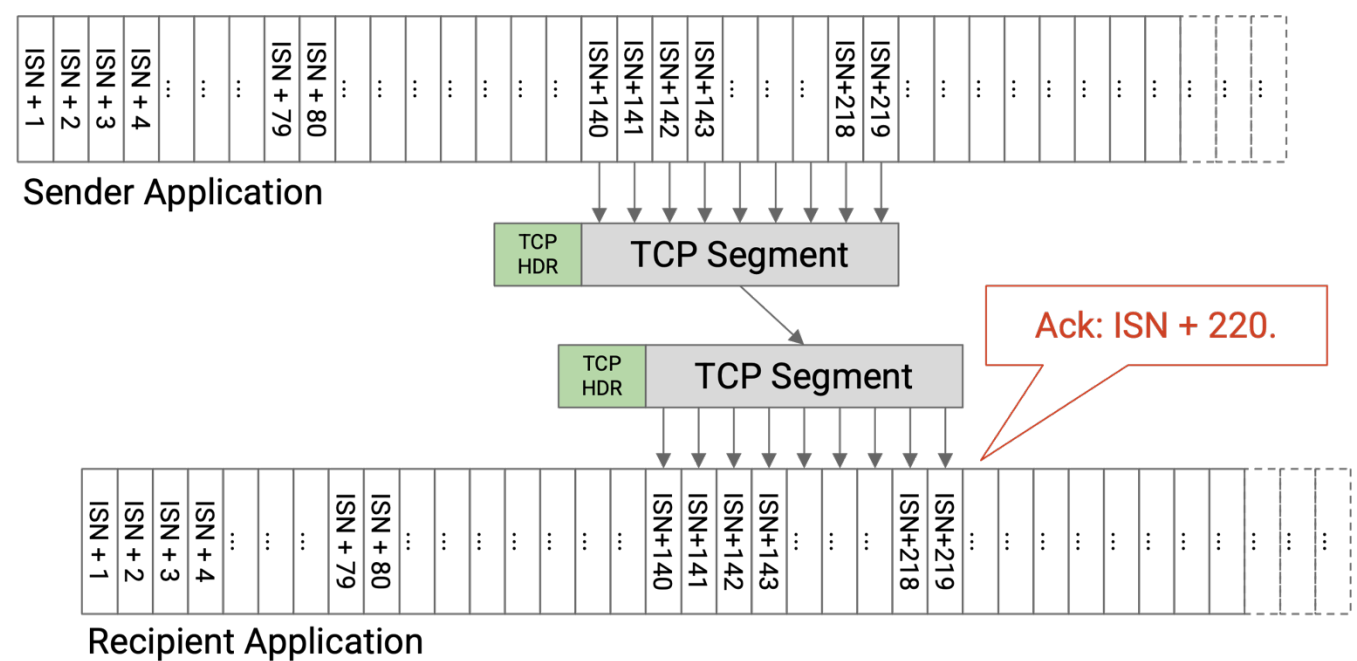 ISN + 1
ISN + 2
ISN + 3
ISN + 4
...
...
...
ISN + 79
ISN + 80
...
...
...
...
...
...
...
ISN+140
ISN+141
ISN+142
ISN+143
...
...
...
ISN+218
ISN+219
...
...
...
...
...
...
...
...
...
...
...
Sender Application
TCP
HDR
TCP Segment
Ack: ISN + 220.
TCP
HDR
TCP Segment
ISN + 1
ISN + 2
ISN + 3
ISN + 4
...
...
...
ISN + 79
ISN + 80
...
...
...
...
...
...
...
ISN+140
ISN+141
ISN+142
ISN+143
...
...
...
ISN+218
ISN+219
...
...
...
...
...
...
...
...
...
...
...
Recipient Application